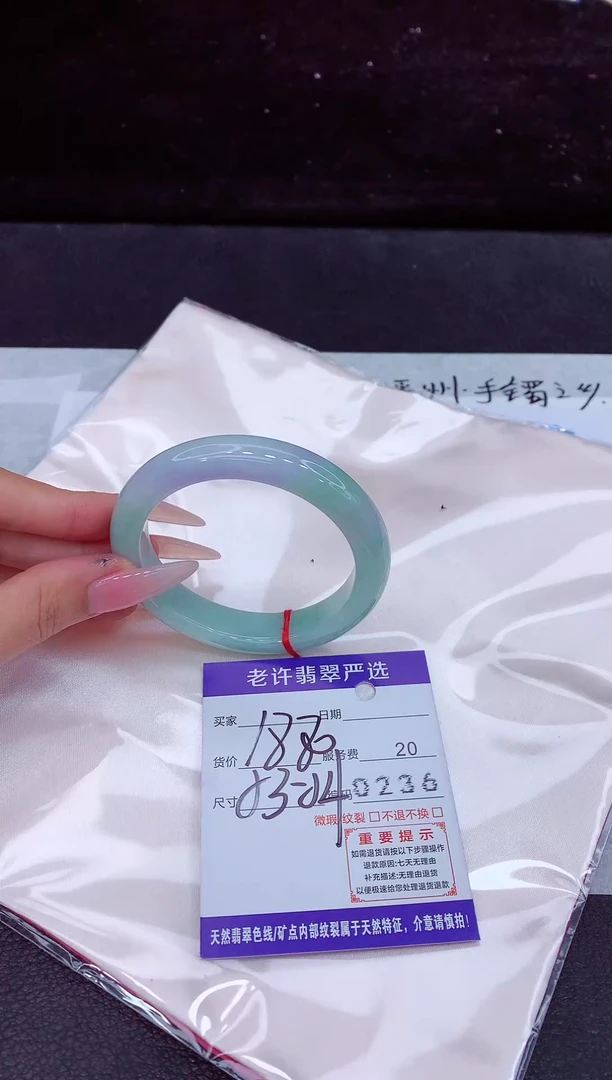 州·手镯之
老许翡翠严选
买家 日期
货价 服务费 20
尺寸 编码 0236
微瑕/纹裂 不退不换
重要提示
如需退货请按以下步骤操作
退款原因:七天无理由
补充描述:无理由退货
以便极速给您处理退货退款
天然翡翠色线/矿点内部纹裂属于天然特征，介意请慎拍！